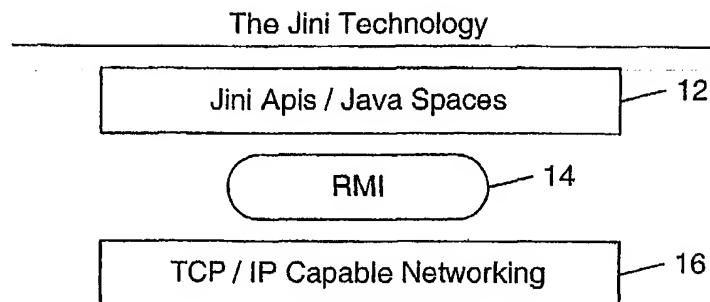 The Jini Technology
Jini Apis / Java Spaces
12
RMI
14
TCP / IP Capable Networking
16